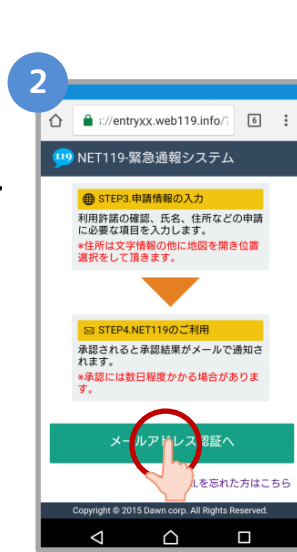 2
://entryxx.web119.info/
6
119 NET119-緊急通報システム
STEP3.申請情報の入力
利用許諾の確認、氏名、住所などの申請
に必要な項目を入力します。
*住所は文字情報の他に地図を開き位置
選択をして頂きます。
STEP4.NET119のご利用
承認されると承認結果がメールで通知さ
れます。
*承認には数日程度かかる場合がありま
す。
メールアドレス認証へ
Lを忘れた方はこちら
Copyright © 2015 Dawn corp. All Rights Reserved.